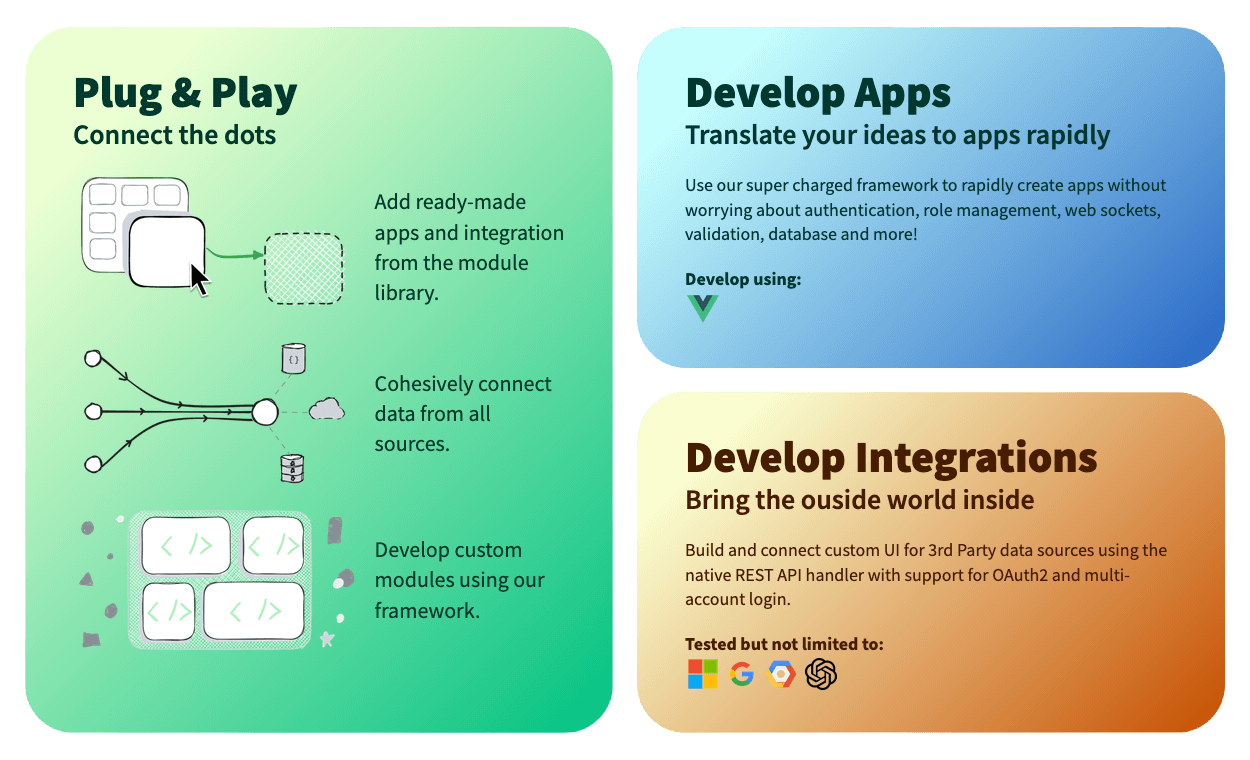 Plug & Play
Connect the dots
Add ready-made
apps and integration
from the module
library.
{}
Cohesively connect
data from all
sources.
< />
< />
< />
< />
Develop custom
modules using our
framework.
Develop Apps
Translate your ideas to apps rapidly
Use our super charged framework to rapidly create apps without
worrying about authentication, role management, web sockets,
validation, database and more!
Develop using:
Develop Integrations
Bring the ouside world inside
Build and connect custom UI for 3rd Party data sources using the
native REST API handler with support for OAuth2 and multi-
account login.
Tested but not limited to: